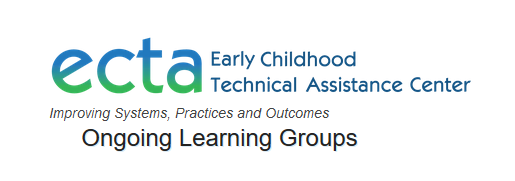 ecta Early Childhood
Technical Assistance Center
Improving Systems, Practices and Outcomes
Ongoing Learning Groups